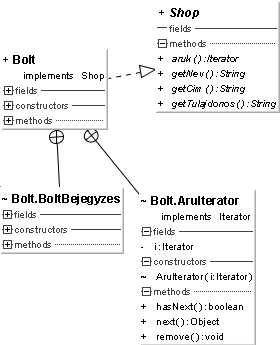 + Shop
fields
methods
+ aruk ():Iterator
+ getNev():String
+ getCim():String
+ getTulajdonos():String
+ Bolt
implements Shop
fields
constructors
methods
~ Bolt.BoltBejegyzes
fields
constructors
methods
~ Bolt.AruIterator
implements Iterator
fields
- i:Iterator
constructors
~ AruIterator(i:Iterator)
methods
+ hasNext():boolean
+ next():Object
+ remove():void